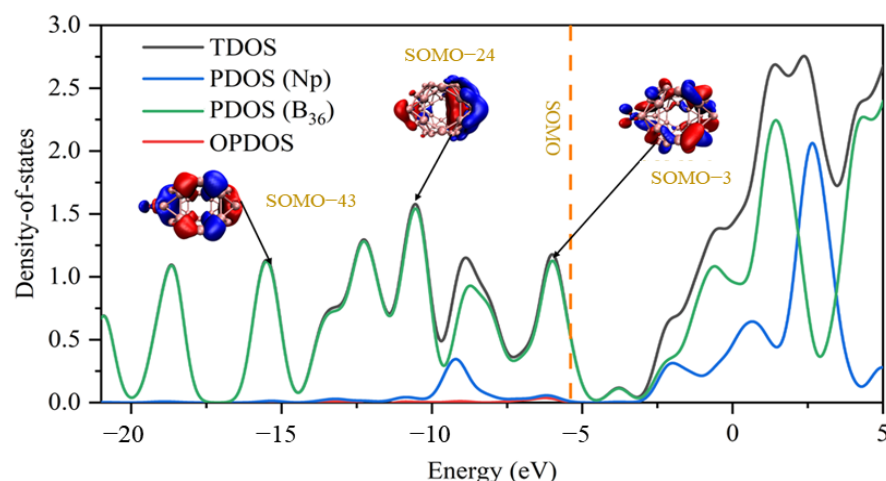 3.0
2.5
2.0
1.5
1.0
0.5
0.0
Density-of-states
TDOS
PDOS (Np)
PDOS (B₃₆)
OPDOS
SOMO−43
SOMO−24
SOMO
SOMO−3
−20
−15
−10
−5
0
5
Energy (eV)